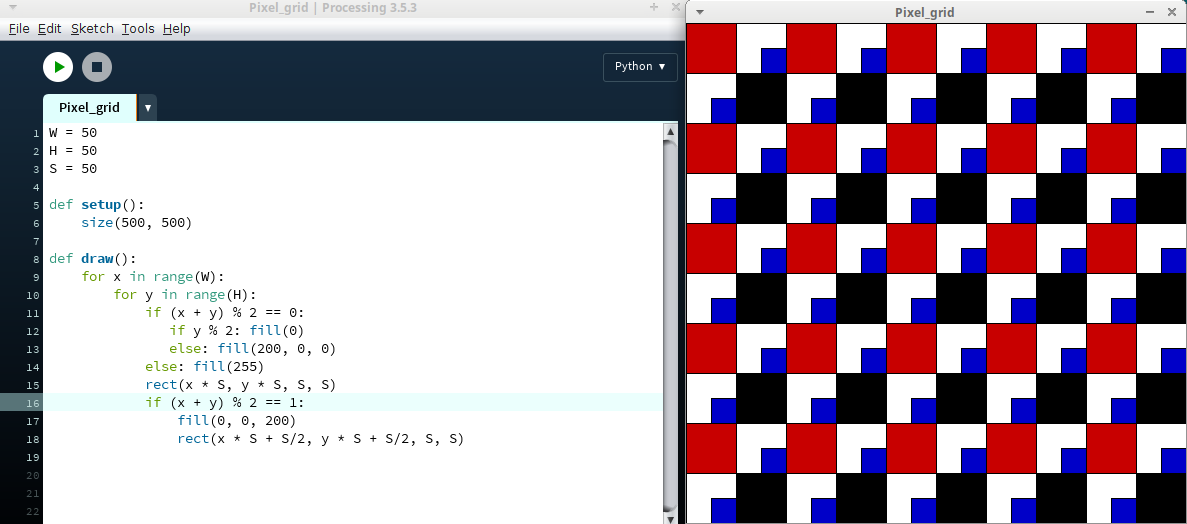 Pixel_grid | Processing 3.5.3
File Edit Sketch Tools Help
Python ▼
Pixel_grid ▼
1 W = 50
2 H = 50
3 S = 50
4
5 def setup():
6     size(500, 500)
7
8 def draw():
9     for x in range(W):
10         for y in range(H):
11             if (x + y) % 2 == 0:
12                if y % 2: fill(0)
13                else: fill(200, 0, 0)
14             else: fill(255)
15             rect(x * S, y * S, S, S)
16             if (x + y) % 2 == 1:
17                 fill(0, 0, 200)
18                 rect(x * S + S/2, y * S + S/2, S, S)
19
20
21
22
Pixel_grid